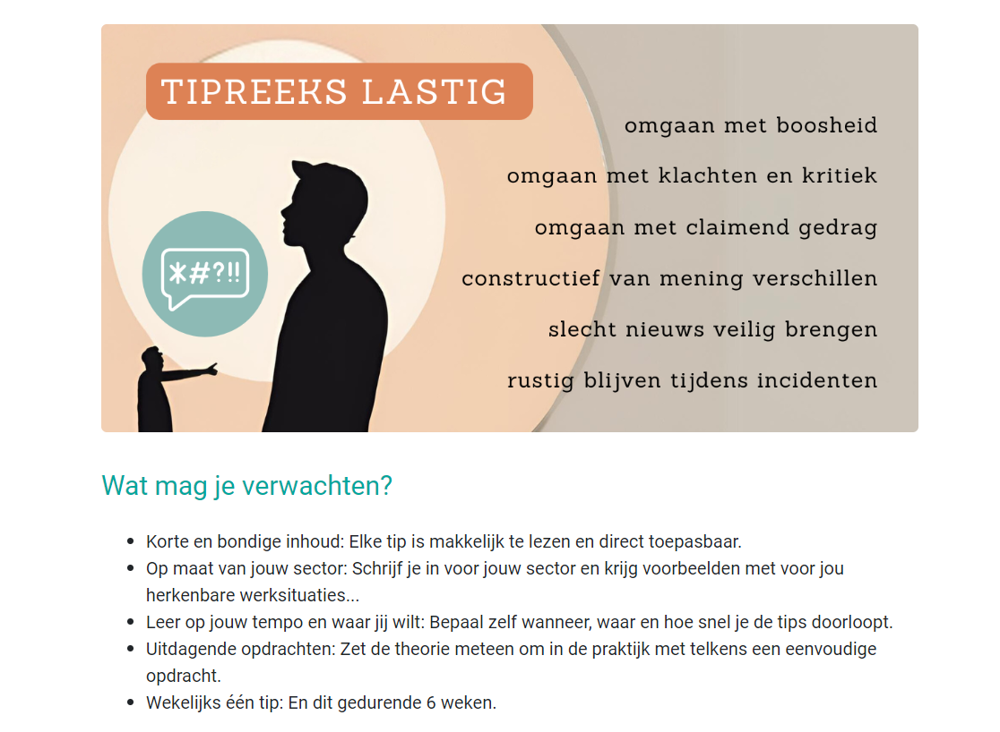 TIPREEKS LASTIG
omgaan met boosheid
omgaan met klachten en kritiek
omgaan met claimend gedrag
constructief van mening verschillen
slecht nieuws veilig brengen
rustig blijven tijdens incidenten
*#?!!
Wat mag je verwachten?
Korte en bondige inhoud: Elke tip is makkelijk te lezen en direct toepasbaar.
Op maat van jouw sector: Schrijf je in voor jouw sector en krijg voorbeelden met voor jou
herkenbare werksituaties...
Leer op jouw tempo en waar jij wilt: Bepaal zelf wanneer, waar en hoe snel je de tips doorloopt.
Uitdagende opdrachten: Zet de theorie meteen om in de praktijk met telkens een eenvoudige
opdracht.
Wekelijks één tip: En dit gedurende 6 weken.